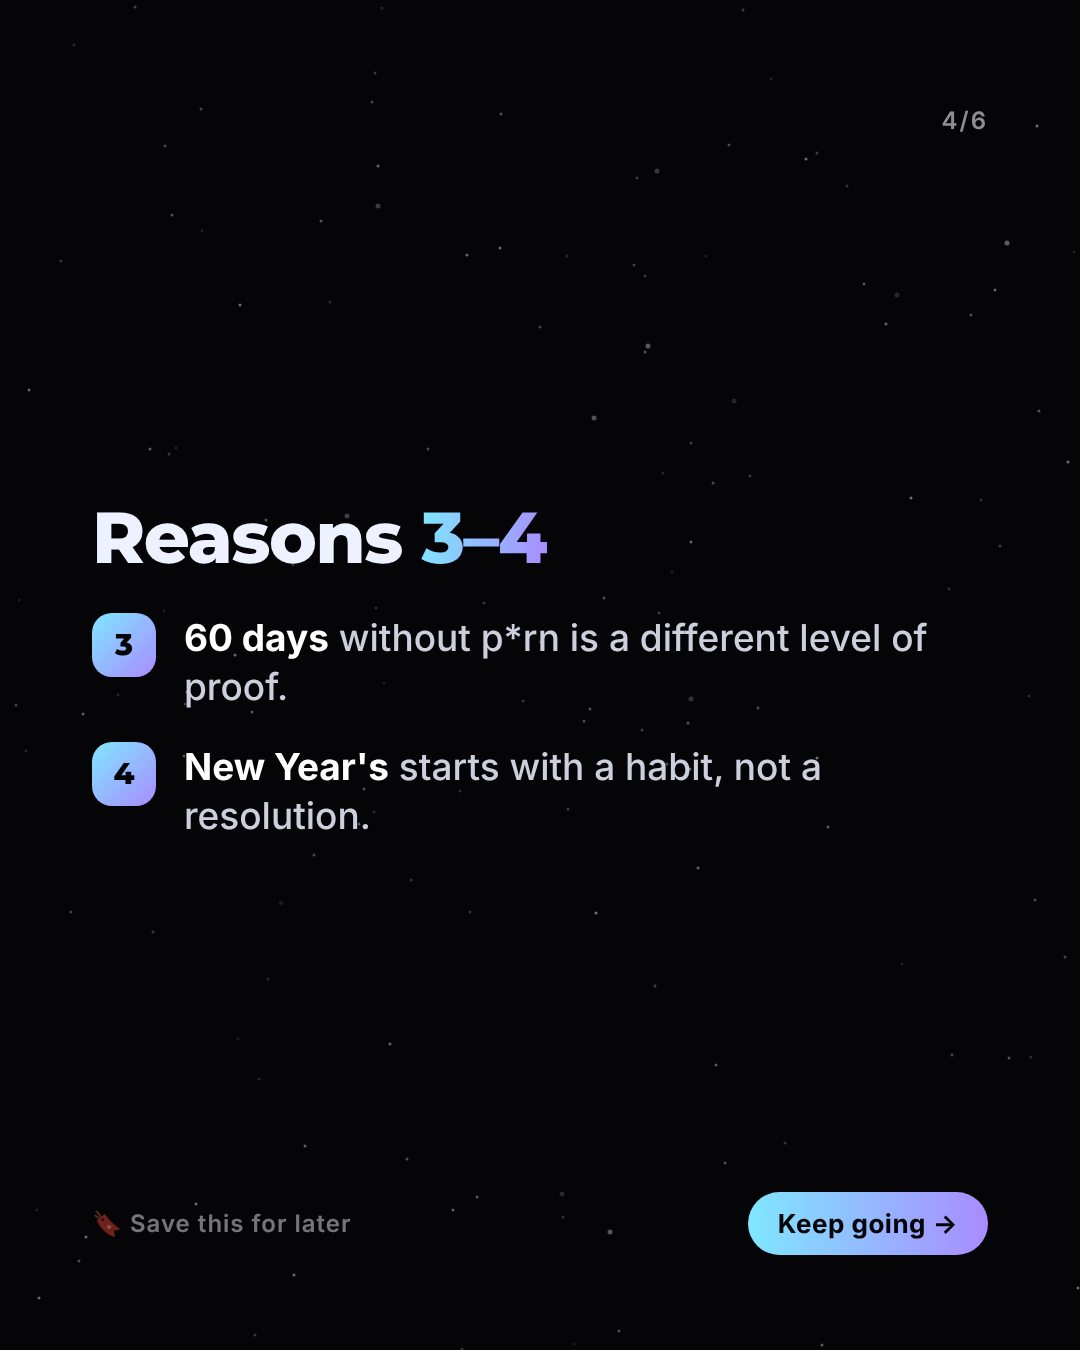 4/6
Reasons 3–4
3
60 days without p*rn is a different level of
proof.
4
New Year's starts with a habit, not a
resolution.
Save this for later
Keep going →